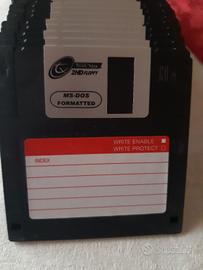 2HD FLOPPY
MS-DOS
FORMATTED
WRITE ENABLE
WRITE PROTECT
INDEX